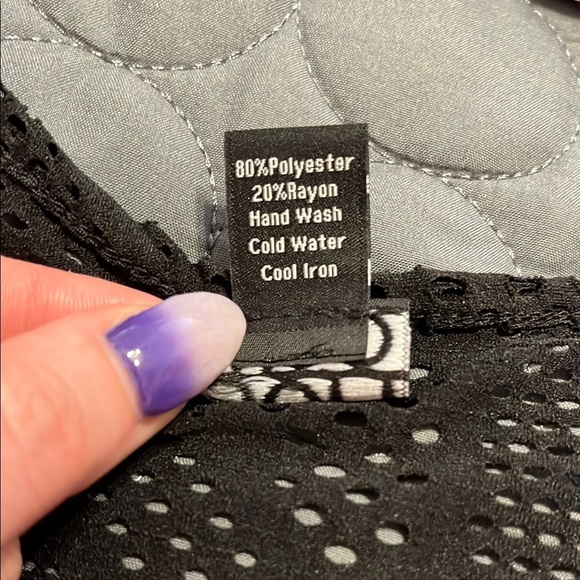 80%Polyester
20%Rayon
Hand Wash
Cold Water
Cool Iron